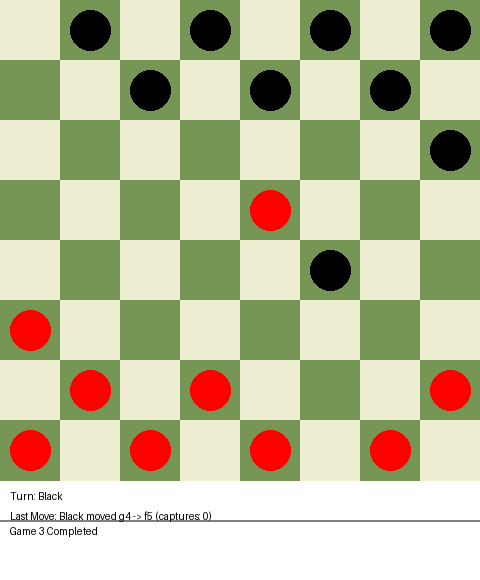 Turn: Black
Last Move: Black moved g4 -> f5 (captures: 0)
Game 3 Completed